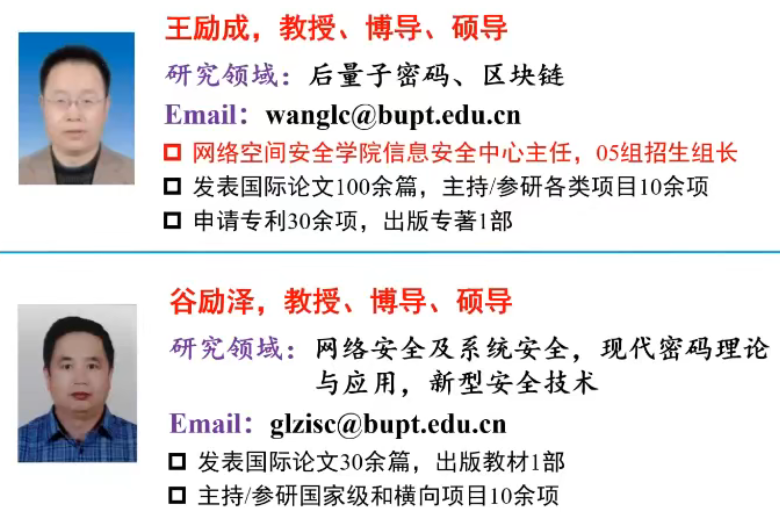 王励成，教授、博导、硕导
研究领域：后量子密码、区块链
Email：wanglc@bupt.edu.cn
网络空间安全学院信息安全中心主任，05组招生组长
发表国际论文100余篇，主持/参研各类项目10余项
申请专利30余项，出版专著1部
谷励泽，教授、博导、硕导
研究领域：网络安全及系统安全，现代密码理论
与应用，新型安全技术
Email：glzisc@bupt.edu.cn
发表国际论文30余篇，出版教材1部
主持/参研国家级和横向项目10余项